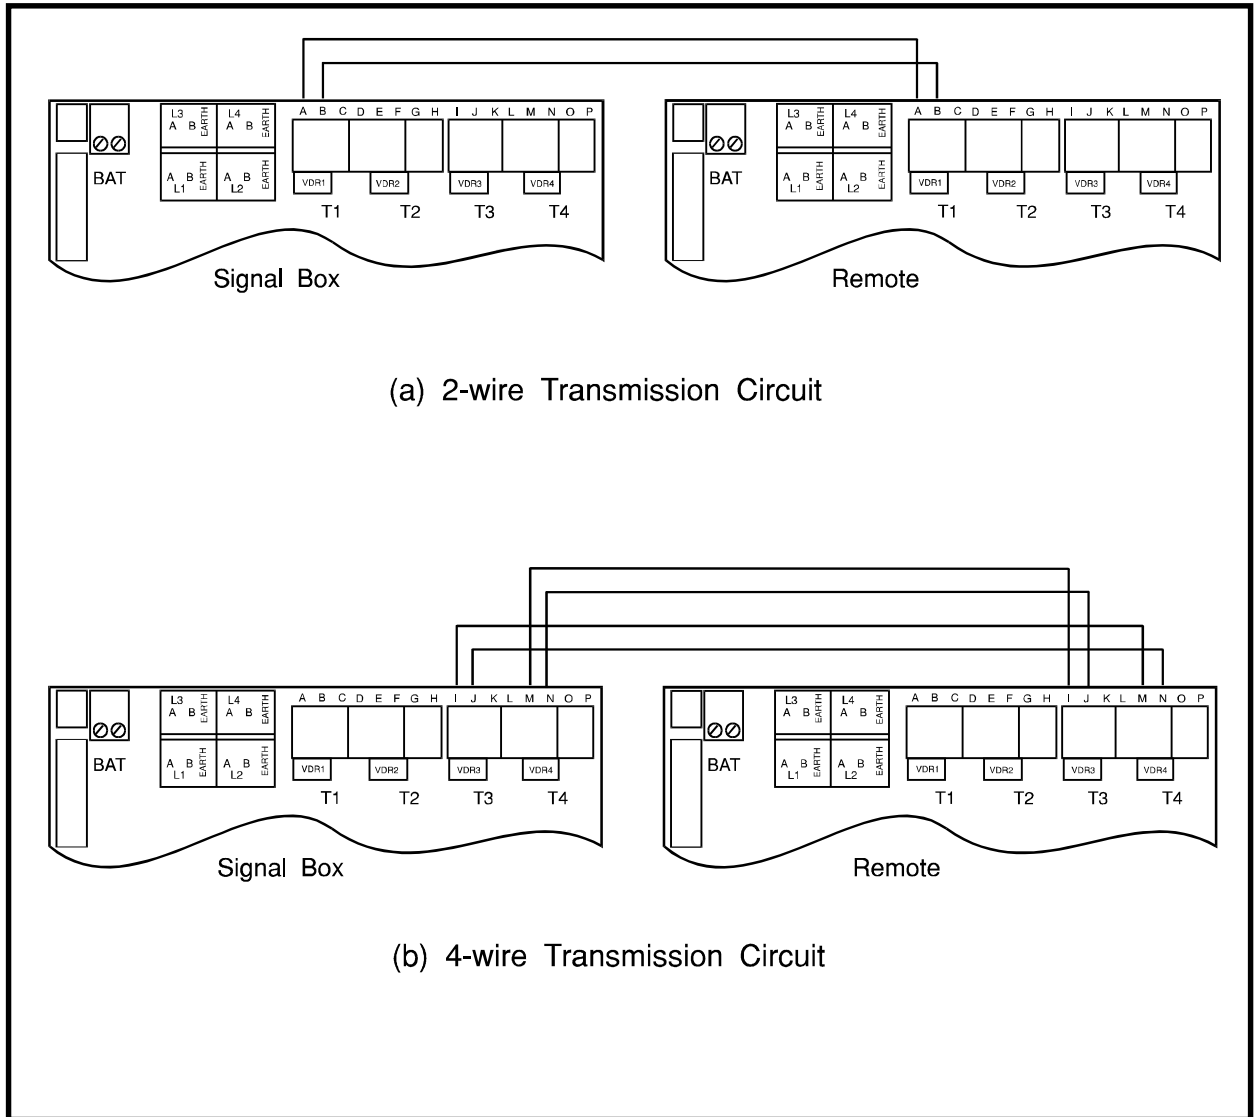 A B C D E F G H I J K L M N O P
A B C D E F G H I J K L M N O P
L3 L4
A B EARTH A B EARTH
L3 L4
A B EARTH A B EARTH
BAT
A B EARTH A B EARTH
L1 L2
VDR1 VDR2 VDR3 VDR4
BAT
A B EARTH A B EARTH
L1 L2
VDR1 VDR2 VDR3 VDR4
T1 T2 T3 T4
T1 T2 T3 T4
Signal Box
Remote
(a) 2-wire Transmission Circuit
A B C D E F G H I J K L M N O P
A B C D E F G H I J K L M N O P
L3 L4
A B EARTH A B EARTH
L3 L4
A B EARTH A B EARTH
BAT
A B EARTH A B EARTH
L1 L2
VDR1 VDR2 VDR3 VDR4
BAT
A B EARTH A B EARTH
L1 L2
VDR1 VDR2 VDR3 VDR4
T1 T2 T3 T4
T1 T2 T3 T4
Signal Box
Remote
(b) 4-wire Transmission Circuit